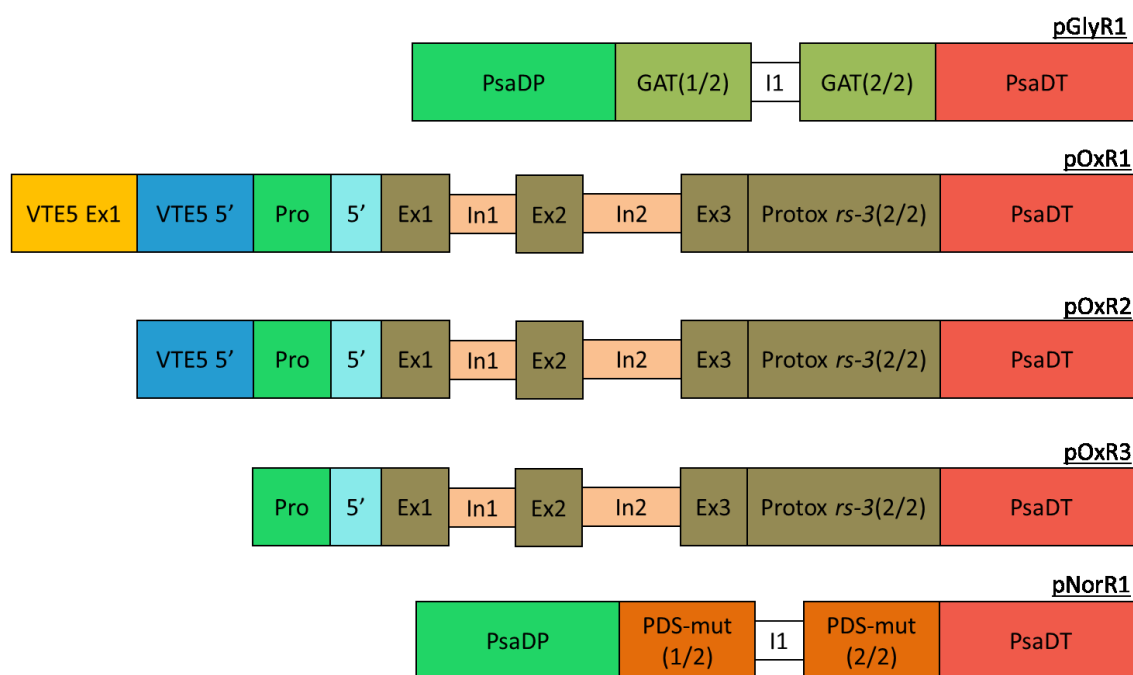 pGlyR1
PsaDP GAT(1/2) I1 GAT(2/2) PsaDT
pOxR1
VTE5 Ex1 VTE5 5’ Pro 5’ Ex1 In1 Ex2 In2 Ex3 Protox rs-3(2/2) PsaDT
pOxR2
VTE5 5’ Pro 5’ Ex1 In1 Ex2 In2 Ex3 Protox rs-3(2/2) PsaDT
pOxR3
Pro 5’ Ex1 In1 Ex2 In2 Ex3 Protox rs-3(2/2) PsaDT
pNorR1
PsaDP PDS-mut (1/2) I1 PDS-mut (2/2) PsaDT